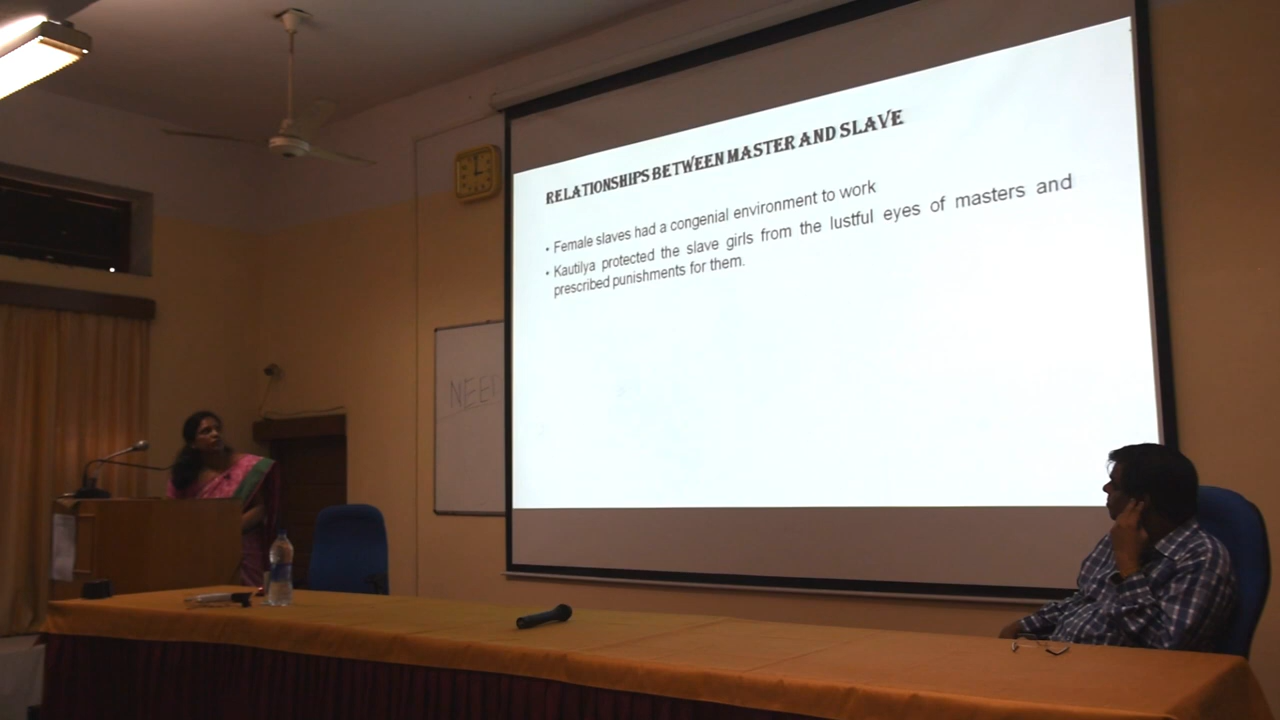 RELATIONSHIPS BETWEEN MASTER AND SLAVE
• Female slaves had a congenial environment to work
• Kautilya protected the slave girls from the lustful eyes of masters and
prescribed punishments for them.
NEED